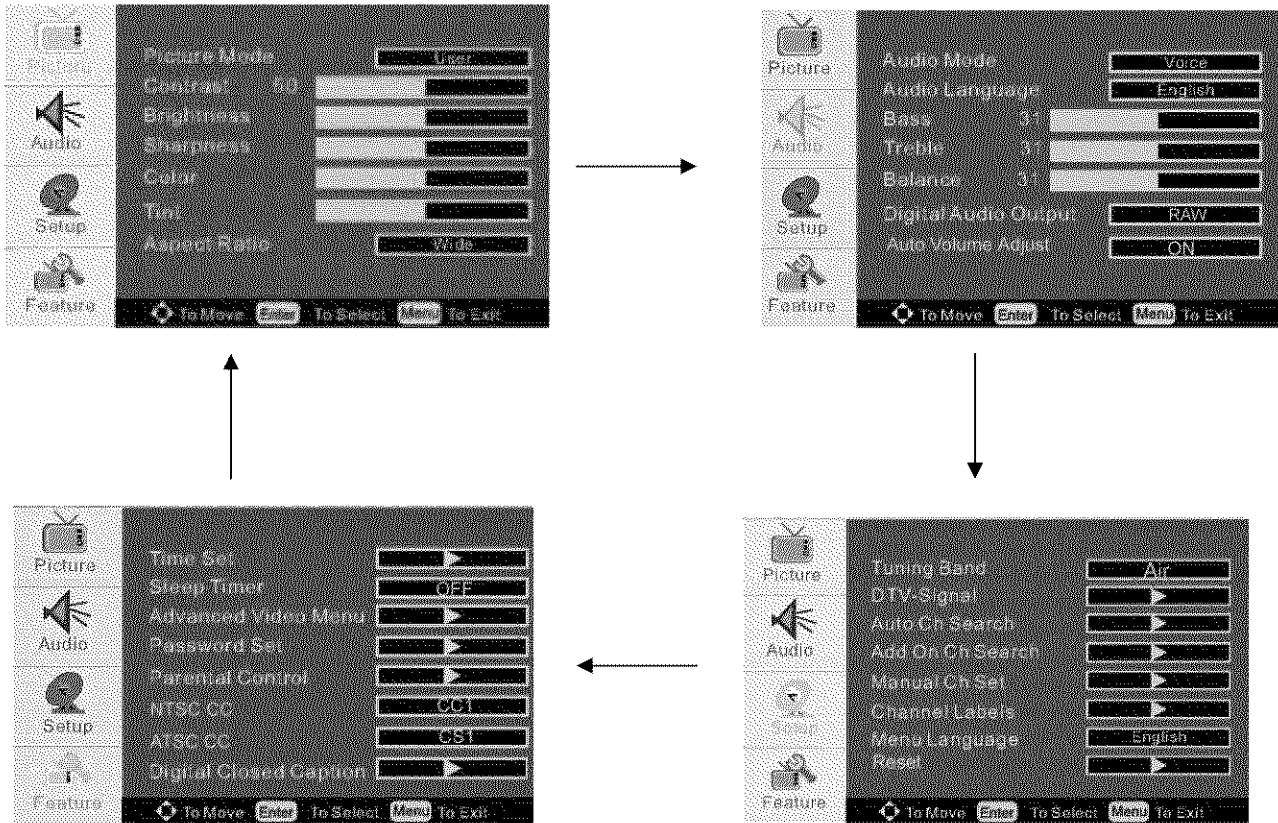 Picture Mode User
Contrast
Brightness
Sharpness
Color
Tint
Aspect Ratio Wide
Audio
Setup
Feature
To Move Enter To Select Menu To Exit
Picture
Audio
Setup
Feature
Audio Mode Voice
Audio Language English
Bass 31
Treble 31
Balance 31
Digital Audio Output RAW
Auto Volume Adjust ON
To Move Enter To Select Menu To Exit
Picture
Audio
Setup
Feature
Time Set
Sleep Timer OFF
Advanced Video Menu
Password Set
Parental Control
NTSC CC CC1
ATSC CC CS1
Digital Closed Caption
To Move Enter To Select Menu To Exit
Picture
Audio
Feature
Tuning Band Air
Signal
Ch Search
Add On Ch Search
Manual Ch Set
Channel Labels
Menu Language English
To Move Enter To Select Menu To Exit